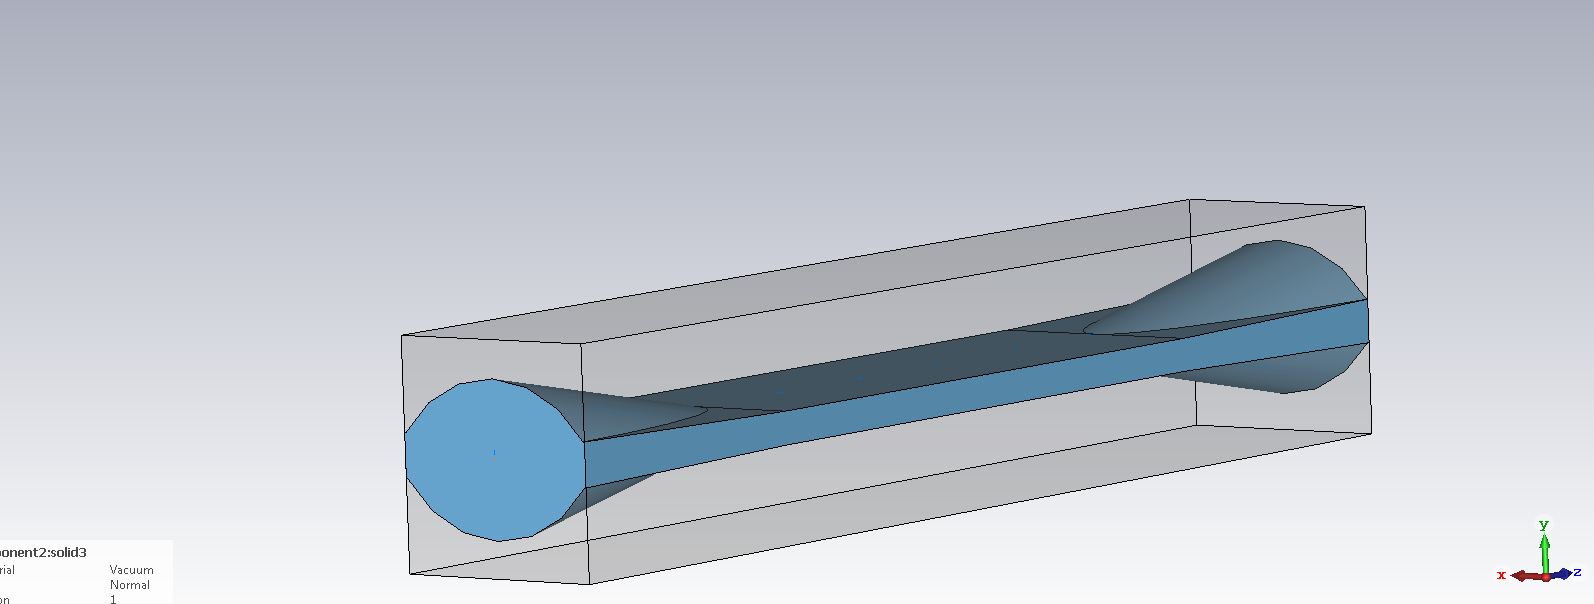 ponent2:solid3
rial Vacuum
Normal
on 1
y
x
z